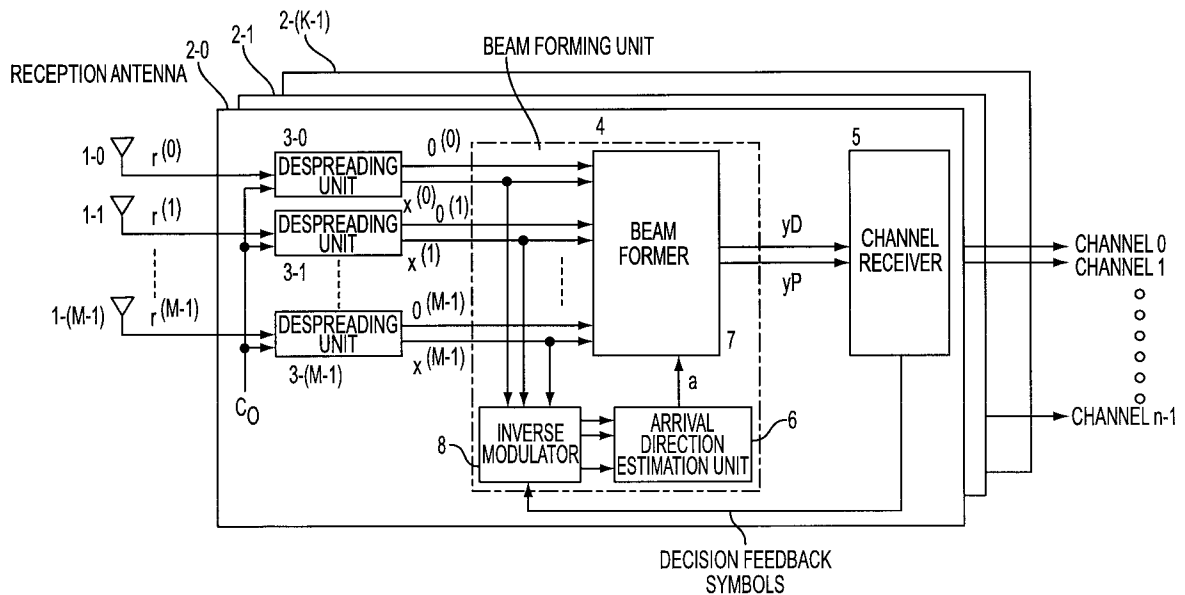 2-(K-1)
2-1
2-0
BEAM FORMING UNIT
RECEPTION ANTENNA
3-0
4
5
1-0
r(0)
DESPREADING
UNIT
0(0)
x(0)
0(1)
1-1
r(1)
DESPREADING
UNIT
x(1)
3-1
BEAM
FORMER
yD
yP
CHANNEL
RECEIVER
CHANNEL 0
CHANNEL 1
1-(M-1)
r(M-1)
DESPREADING
UNIT
0(M-1)
x(M-1)
3-(M-1)
7
a
C0
INVERSE
MODULATOR
8
ARRIVAL
DIRECTION
ESTIMATION UNIT
6
CHANNEL n-1
DECISION FEEDBACK
SYMBOLS